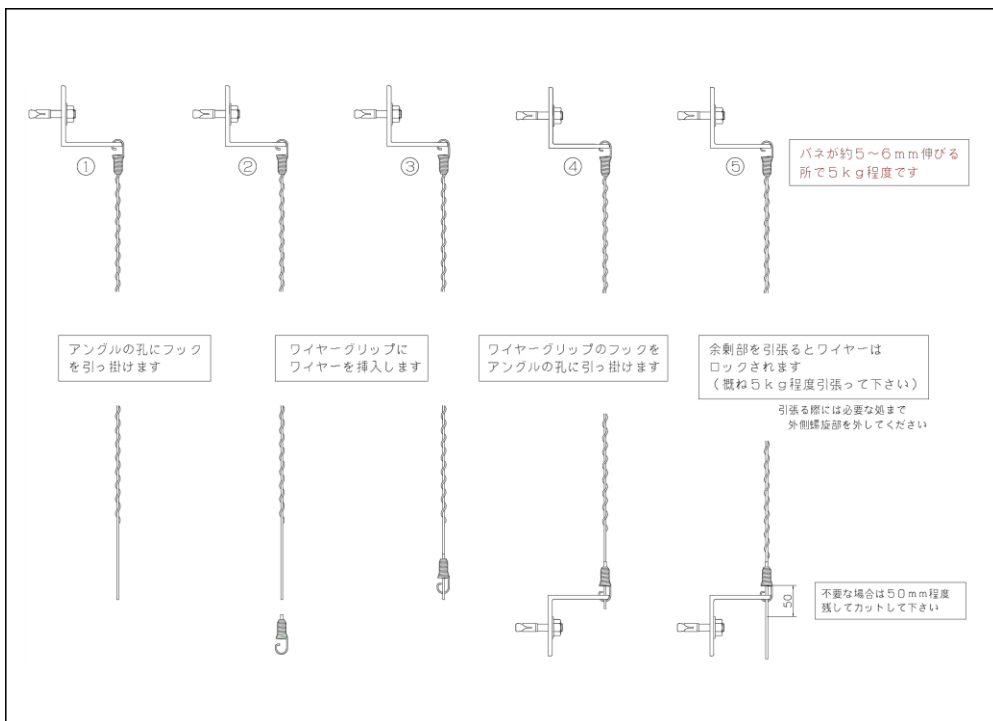 ①
②
③
④
⑤
バネが約5～6mm伸びる
所で5kg程度です
アングルの孔にフック
を引っ掛けます
ワイヤーグリップに
ワイヤーを挿入します
ワイヤーグリップのフックを
アングルの孔に引っ掛けます
余剰部を引張るとワイヤーは
ロックされます
（概ね5kg程度引張って下さい）
引張る際には必要な処まで
外側螺旋部を外してください
50
不要な場合は50mm程度
残してカットして下さい